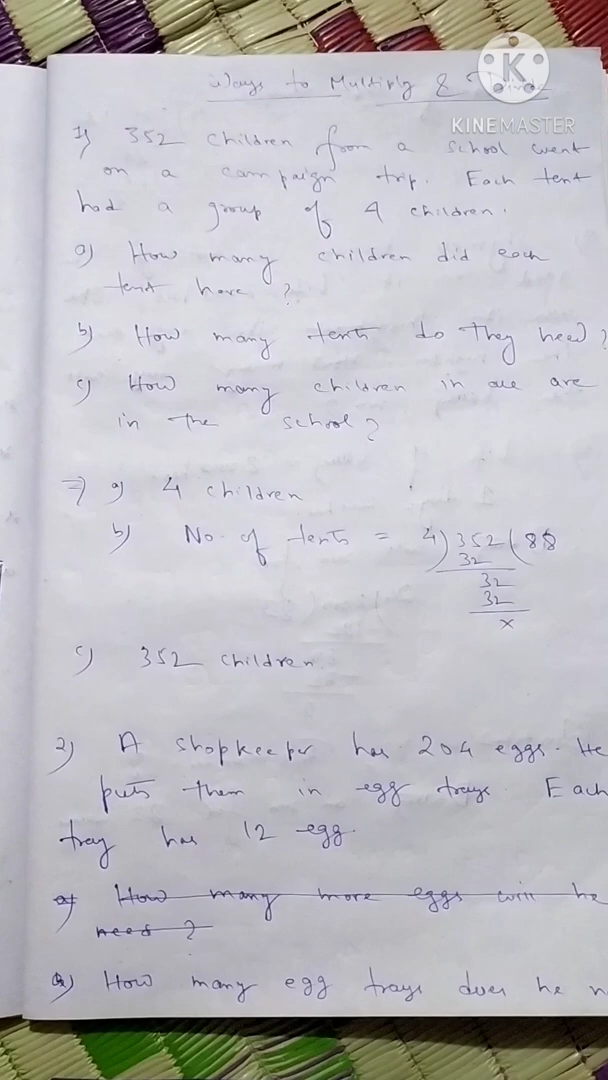 Ways to Multiply & Divide
K
KINEMASTER
1) 352 children from a school went
on a campaign trip. Each tent
had a group of 4 children.
a) How many children did each
tent have ?
b) How many tents do they need ?
c) How many children in all are
in the school ?
=> a) 4 children
b) No. of tents = 4) 352 ( 88
32
32
32
x
c) 352 children.
2) A shopkeeper has 204 eggs. He
puts them in egg trays. Each
tray has 12 egg
a) How many more eggs will he
need ?
a) How many egg trays does he